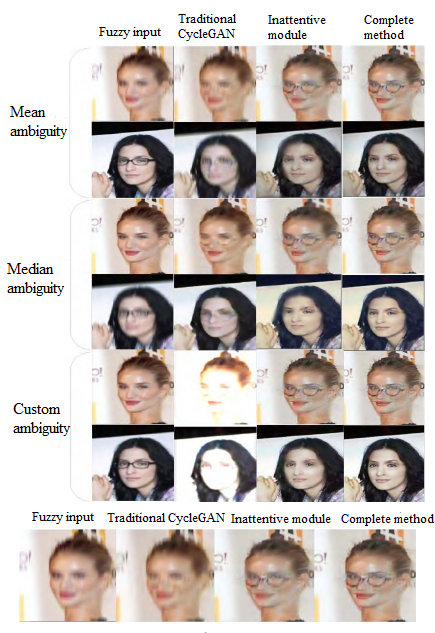 Fuzzy input
Traditional
CycleGAN
Inattentive
module
Complete
method
Mean
ambiguity
Median
ambiguity
Custom
ambiguity
Fuzzy input
Traditional CycleGAN
Inattentive module
Complete method